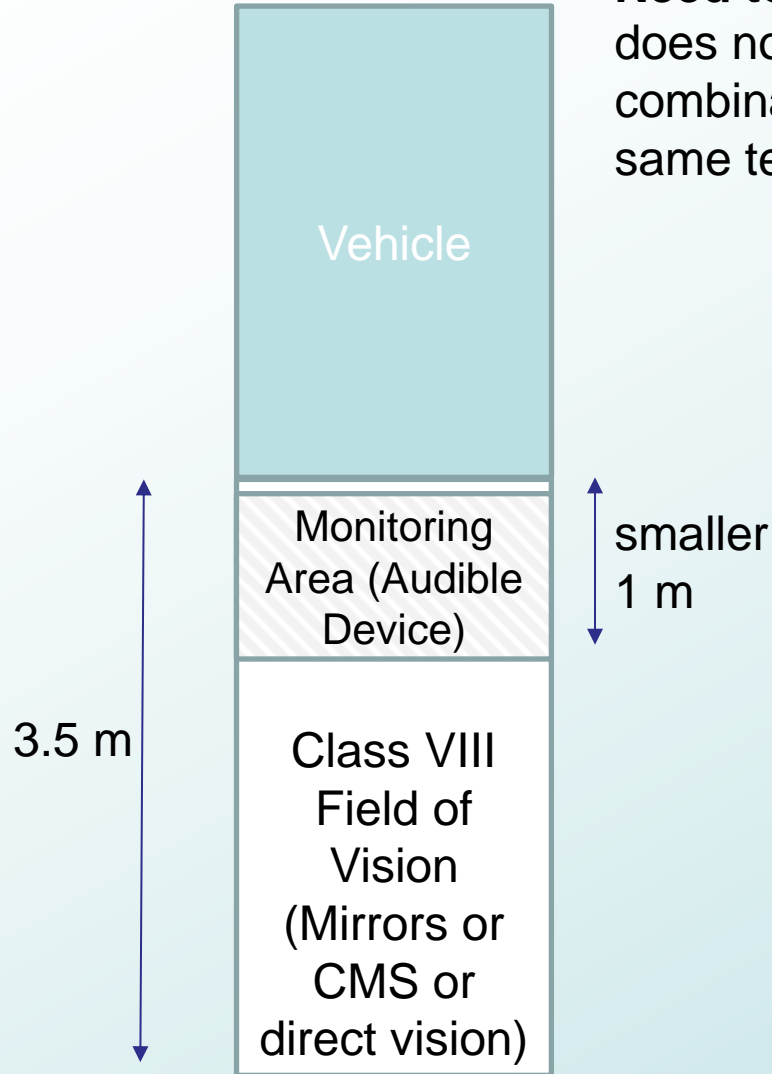 does no
combina
same te
Vehicle
Monitoring
Area (Audible
Device)
smaller
1 m
3.5 m
Class VIII
Field of
Vision
(Mirrors or
CMS or
direct vision)